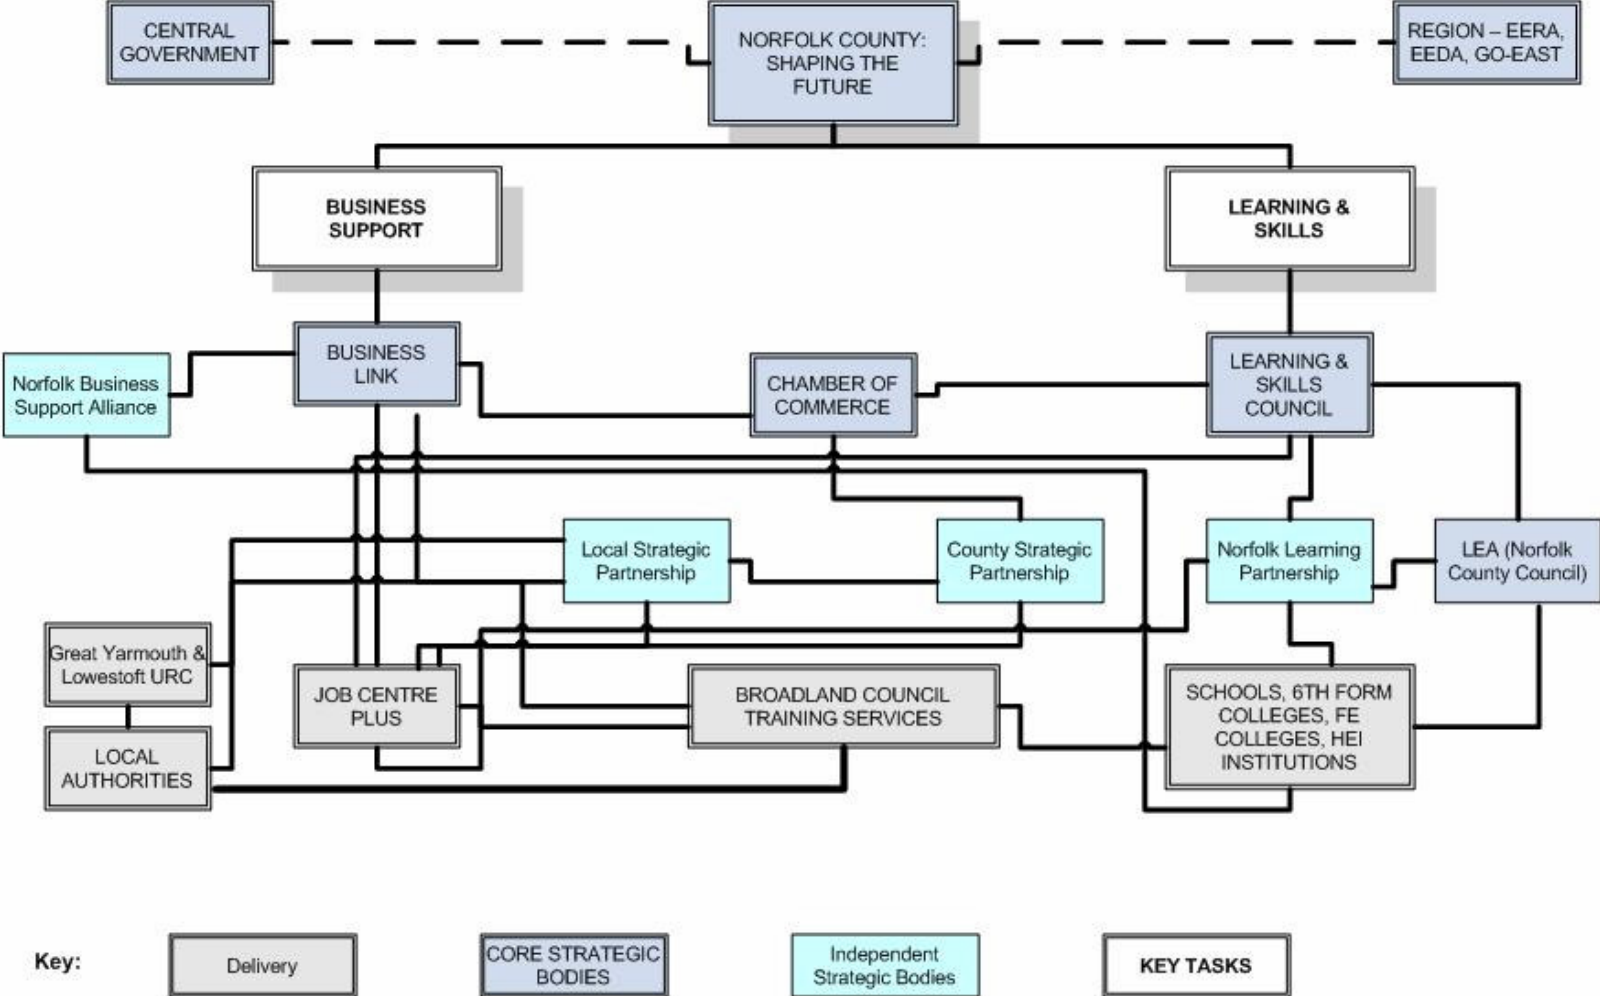 CENTRAL
GOVERNMENT
NORFOLK COUNTY:
SHAPING THE
FUTURE
REGION – EERA,
EEDA, GO-EAST
BUSINESS
SUPPORT
LEARNING &
SKILLS
Norfolk Business
Support Alliance
BUSINESS
LINK
CHAMBER OF
COMMERCE
LEARNING &
SKILLS
COUNCIL
Local Strategic
Partnership
County Strategic
Partnership
Norfolk Learning
Partnership
LEA (Norfolk
County Council)
Great Yarmouth &
Lowestoft URC
JOB CENTRE
PLUS
BROADLAND COUNCIL
TRAINING SERVICES
SCHOOLS, 6TH FORM
COLLEGES, FE
COLLEGES, HEI
INSTITUTIONS
LOCAL
AUTHORITIES
Key:
Delivery
CORE STRATEGIC
BODIES
Independent
Strategic Bodies
KEY TASKS